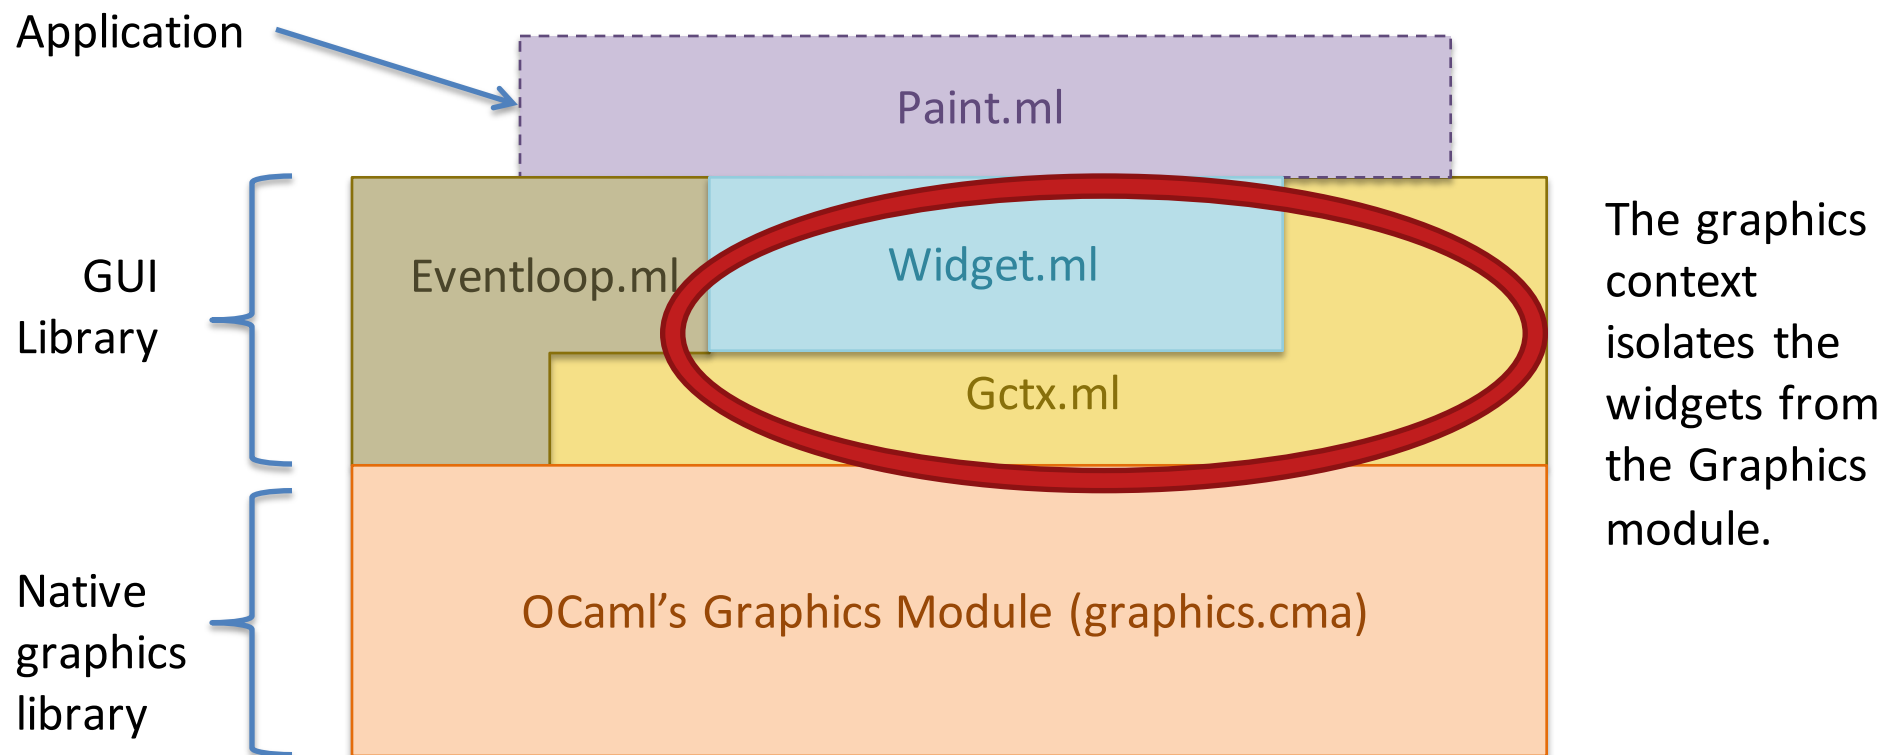 Application
Paint.ml
GUI
Library
Eventloop.ml
Widget.ml
Gctx.ml
The graphics
context
isolates the
widgets from
the Graphics
module.
Native
graphics
library
OCaml’s Graphics Module (graphics.cma)